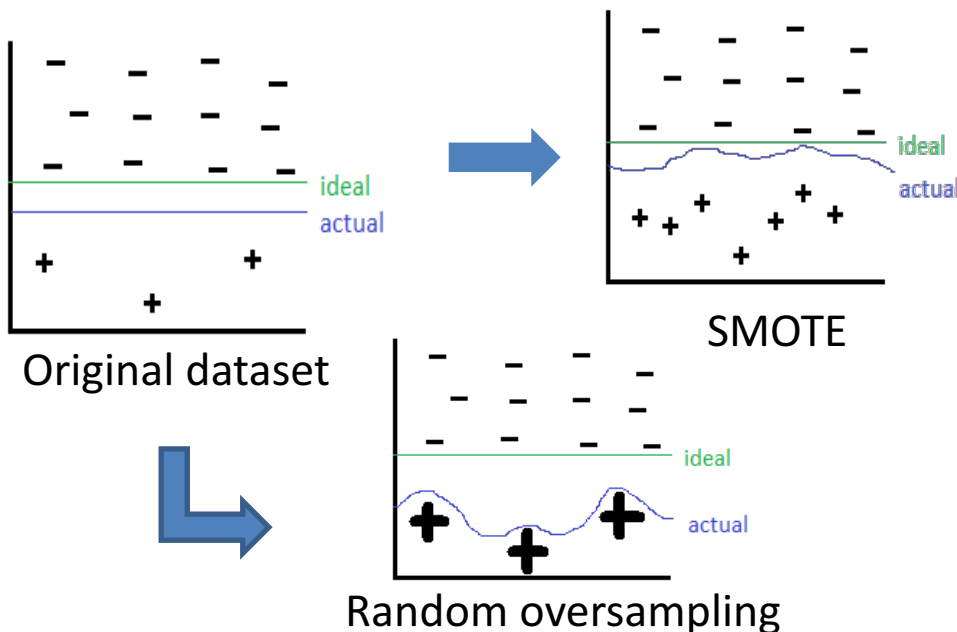 ideal
actual
Original dataset
ideal
actual
SMOTE
ideal
actual
Random oversampling